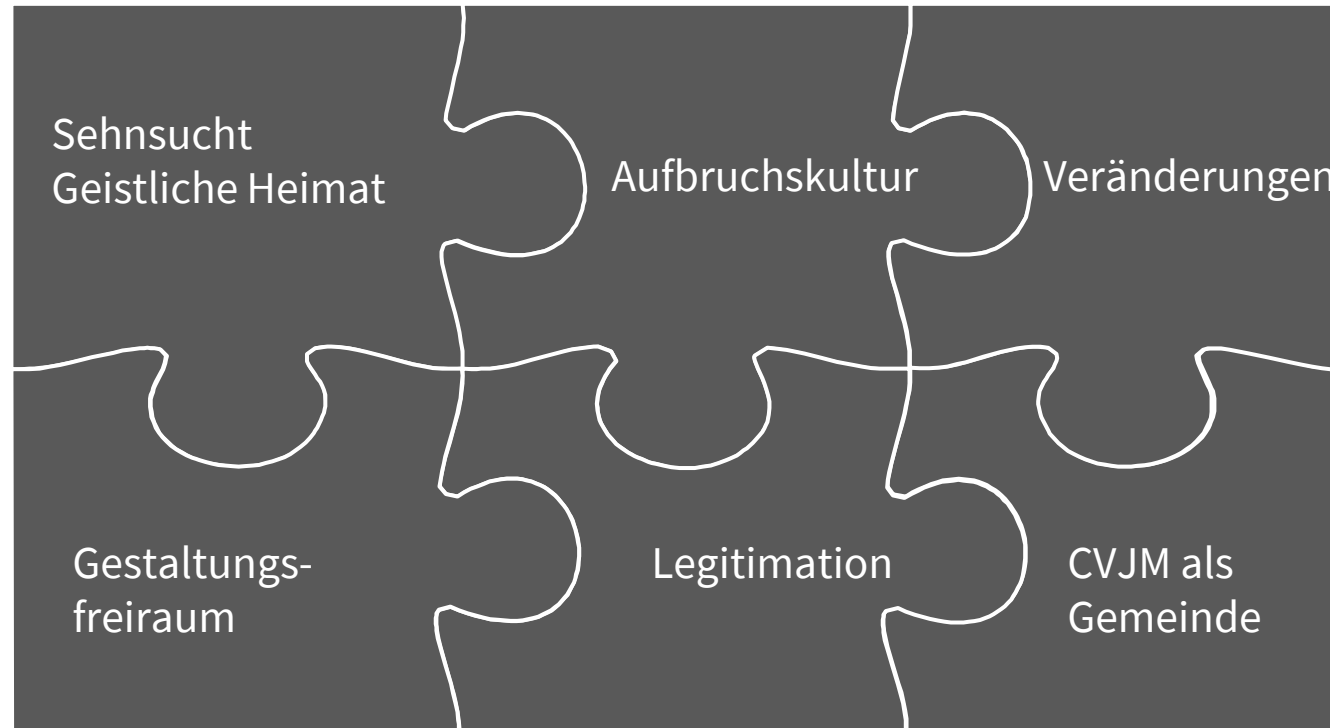 Sehnsucht
Geistliche Heimat
Aufbruchskultur
Veränderungen
Gestaltungs-
freiraum
Legitimation
CVJM als
Gemeinde